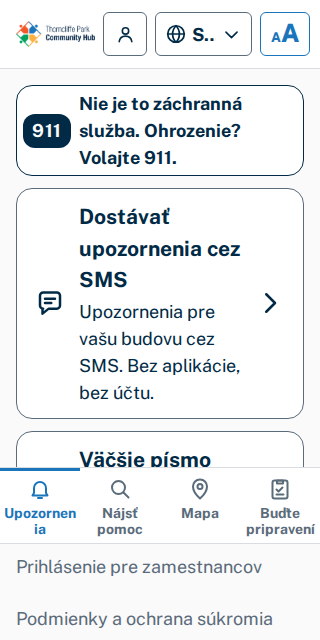 Thorncliffe Park
Community Hub
S..
AA
911
Nie je to záchranná
služba. Ohrozenie?
Volajte 911.
Dostávať
upozornenia cez
SMS
Upozornenia pre
vašu budovu cez
SMS. Bez aplikácie,
bez účtu.
Väčšie písmo
Upozornen
ia
Nájsť
pomoc
Mapa
Buďte
pripravení
Prihlásenie pre zamestnancov
Podmienky a ochrana súkromia